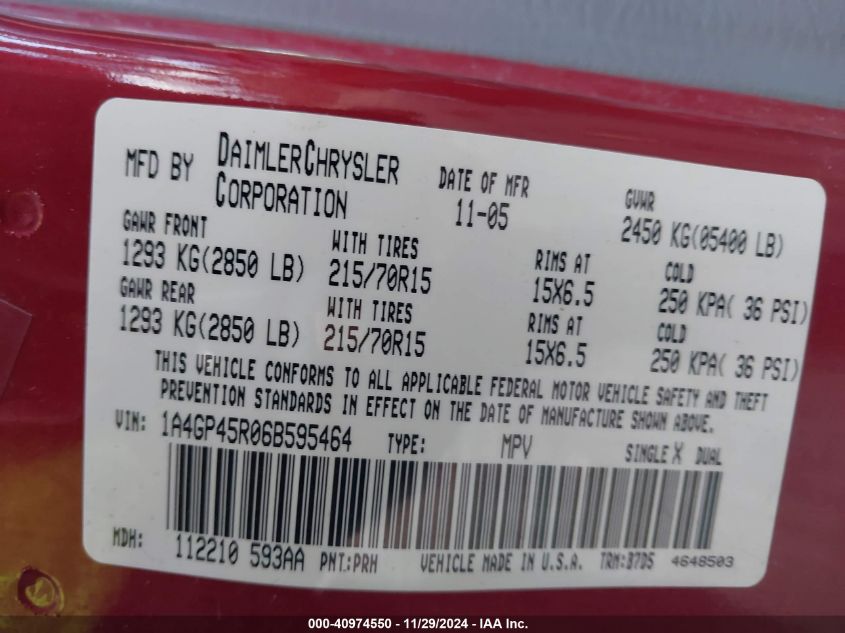 MFD BY DAIMLERCHRYSLER CORPORATION DATE OF MFR 11-05 GVWR 2450 KG(05400 LB)
GAWR FRONT WITH TIRES RIMS AT COLD
1293 KG(2850 LB) 215/70R15 15X6.5 250 KPA( 36 PSI)
GAWR REAR WITH TIRES RIMS AT COLD
1293 KG(2850 LB) 215/70R15 15X6.5 250 KPA( 36 PSI)
THIS VEHICLE CONFORMS TO ALL APPLICABLE FEDERAL MOTOR VEHICLE SAFETY AND THEFT
PREVENTION STANDARDS IN EFFECT ON THE DATE OF MANUFACTURE SHOWN ABOVE.
VIN: 1A4GP45R06B595464 TYPE: MPV SINGLE X DUAL
MDH: 112210 593AA PNT:PRH VEHICLE MADE IN U.S.A. TRM:B7D5 4648503
000-40974550 - 11/29/2024 - IAA Inc.